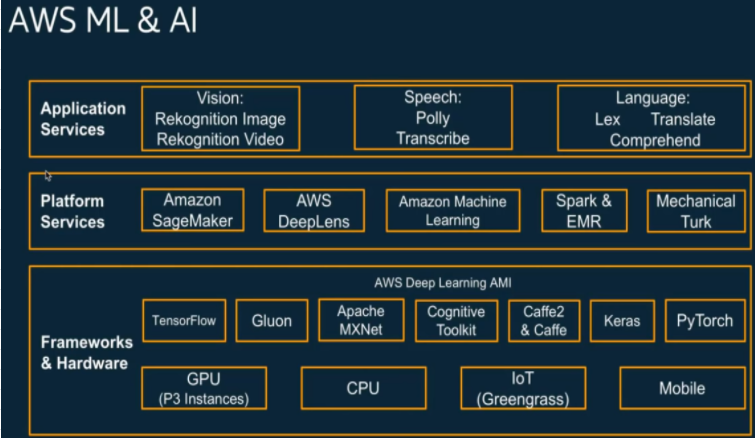 AWS ML & AI
Application
Services
Vision:
Rekognition Image
Rekognition Video
Speech:
Polly
Transcribe
Language:
Lex Translate
Comprehend
Platform
Services
Amazon
SageMaker
AWS
DeepLens
Amazon Machine
Learning
Spark &
EMR
Mechanical
Turk
Frameworks
& Hardware
AWS Deep Learning AMI
TensorFlow
Gluon
Apache
MXNet
Cognitive
Toolkit
Caffe2
& Caffe
Keras
PyTorch
GPU
(P3 Instances)
CPU
IoT
(Greengrass)
Mobile